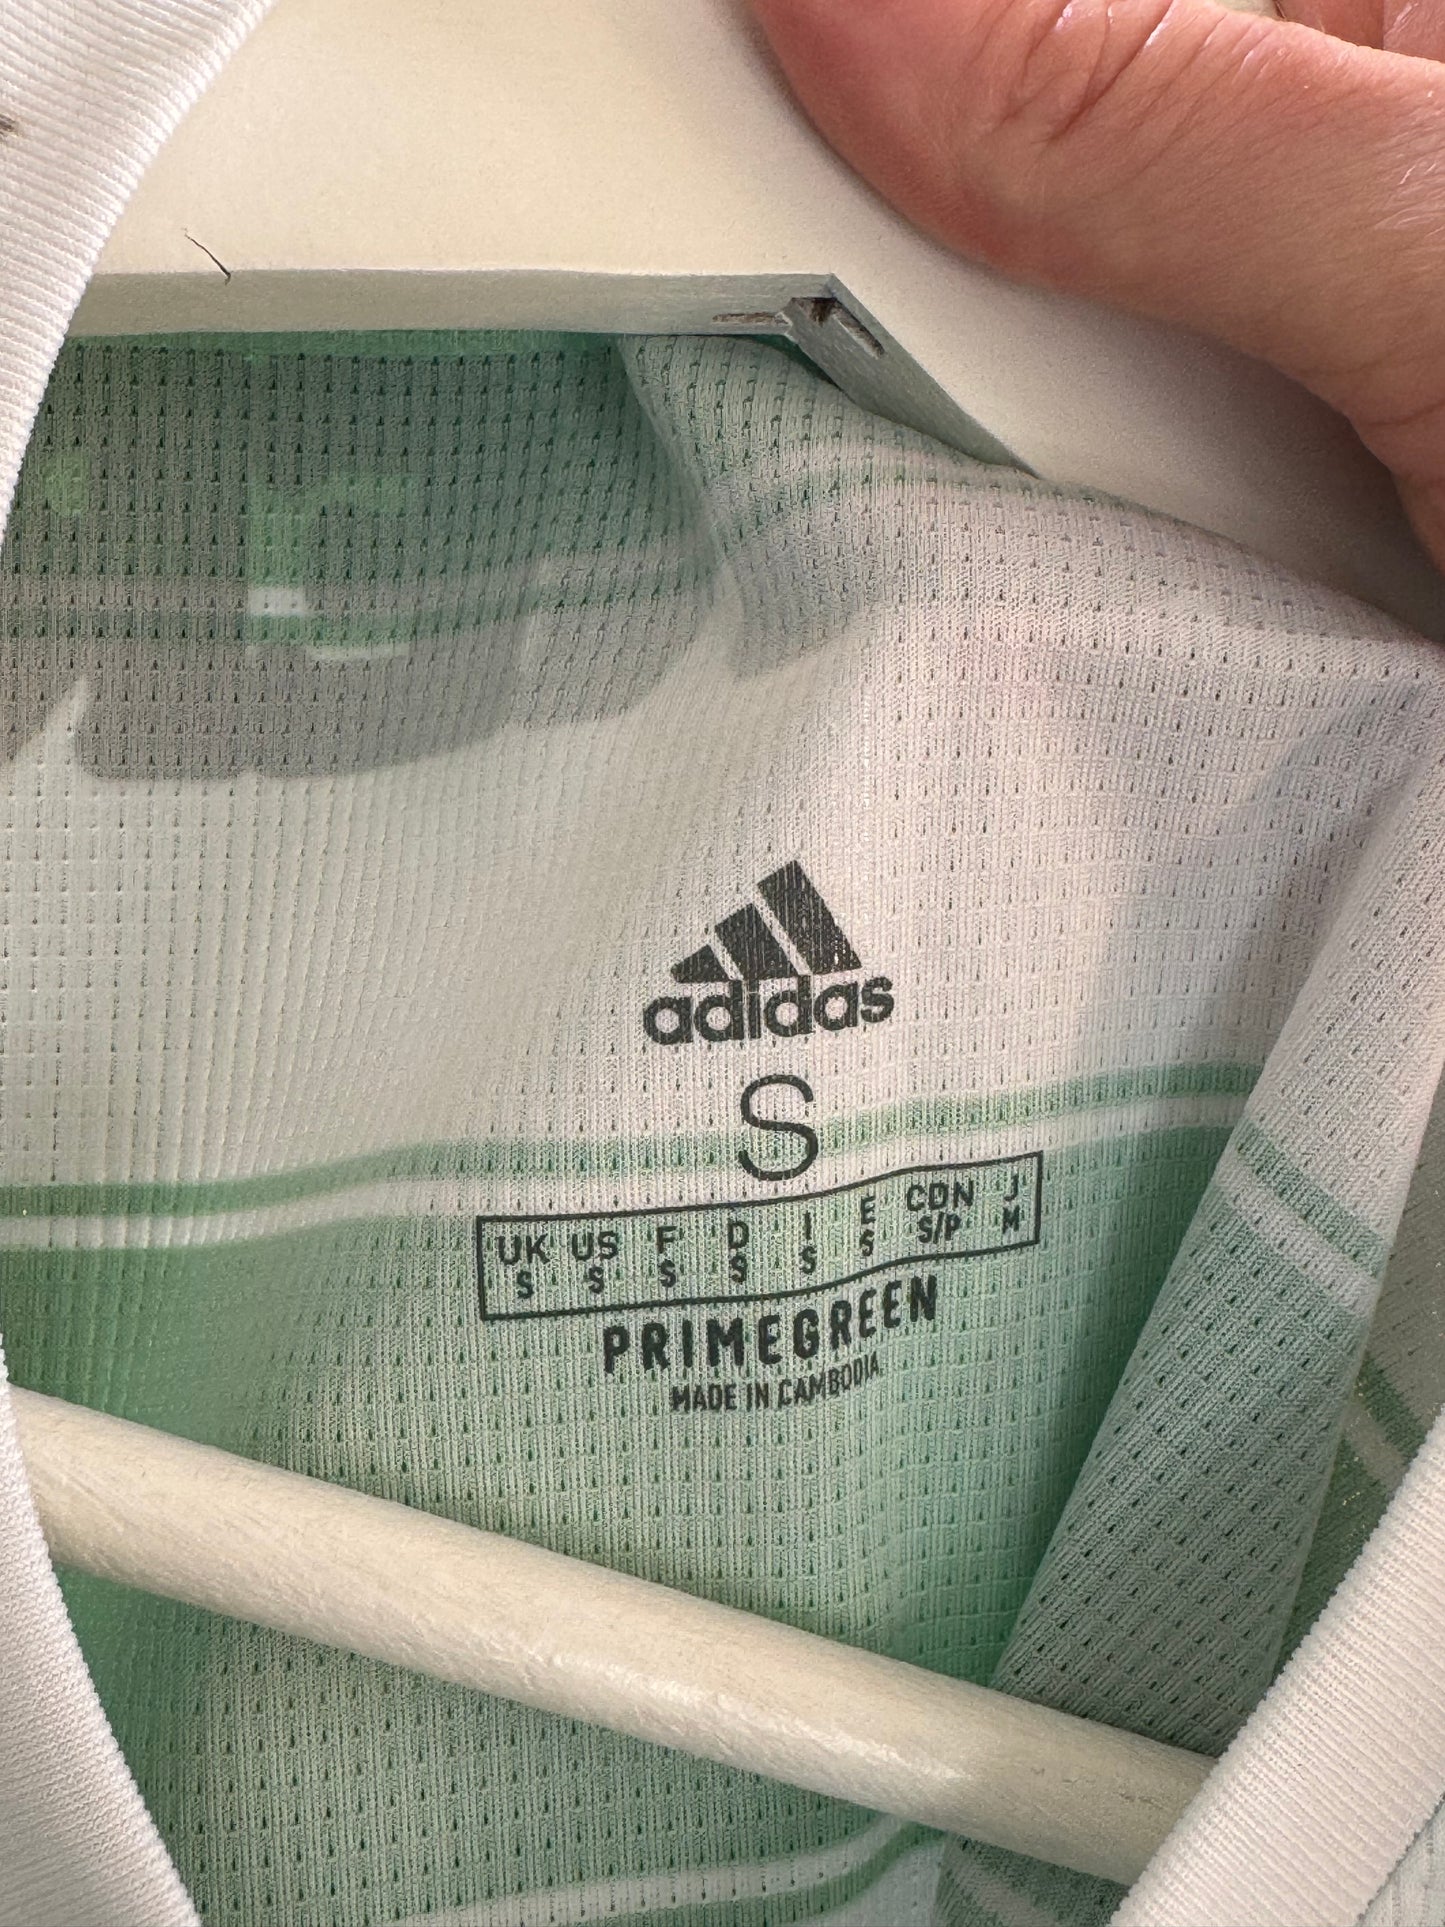 adidas
S
UK US F D I E CDN J
S S S S S S S/P M
PRIMEGREEN
MADE IN CAMBODIA